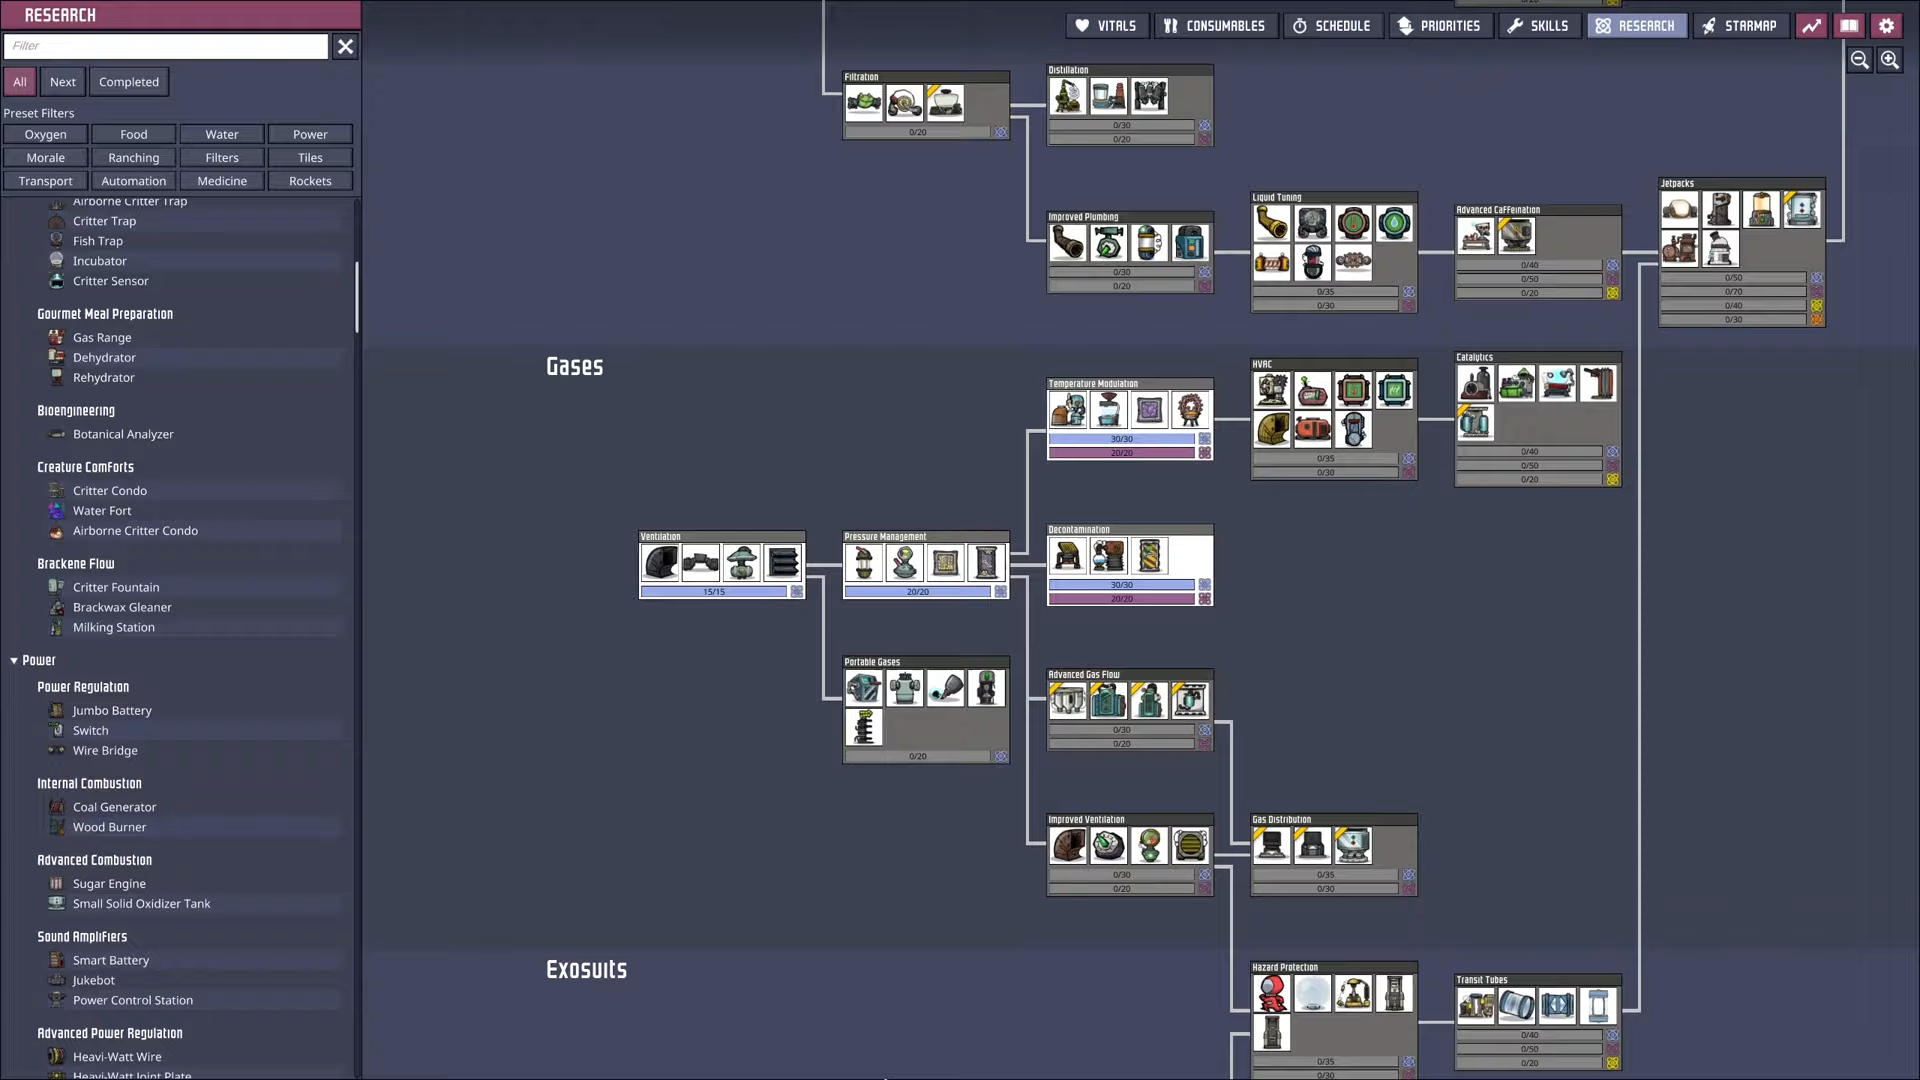 RESEARCH
VITALS
CONSUMABLES
SCHEDULE
PRIORITIES
SKILLS
RESEARCH
STARMAP
Filter
All
Next
Completed
Preset Filters
Oxygen
Food
Water
Power
Morale
Ranching
Filters
Tiles
Transport
Automation
Medicine
Rockets
Airborne Critter Trap
Critter Trap
Fish Trap
Incubator
Critter Sensor
Gourmet Meal Preparation
Gas Range
Dehydrator
Rehydrator
Bioengineering
Botanical Analyzer
Creature Comforts
Critter Condo
Water Fort
Airborne Critter Condo
Brackene Flow
Critter Fountain
Brackwax Gleaner
Milking Station
Power
Power Regulation
Jumbo Battery
Switch
Wire Bridge
Internal Combustion
Coal Generator
Wood Burner
Advanced Combustion
Sugar Engine
Small Solid Oxidizer Tank
Sound Amplifiers
Smart Battery
Jukebot
Power Control Station
Advanced Power Regulation
Heavi-Watt Wire
Heavi-Watt Joint Plate
Filtration
0/20
Distillation
0/30
0/20
Improved Plumbing
0/30
0/20
Liquid Tuning
0/35
0/30
Advanced Caffeination
0/40
0/50
0/20
Jetpacks
0/50
0/70
0/40
0/30
Gases
Temperature Modulation
30/30
20/20
HVAC
0/35
0/30
Catalytics
0/40
0/50
0/20
Ventilation
15/15
Pressure Management
20/20
Decontamination
30/30
20/20
Portable Gases
0/20
Advanced Gas Flow
0/30
0/20
Improved Ventilation
0/30
0/20
Gas Distribution
0/35
0/30
Exosuits
Hazard Protection
0/35
0/30
Transit Tubes
0/40
0/50
0/20